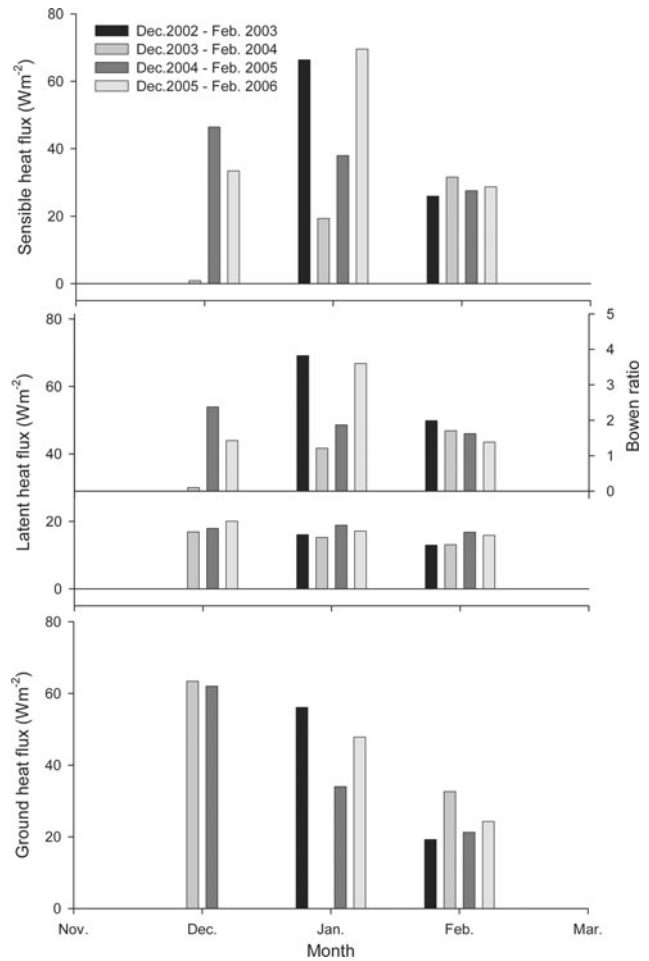 Dec.2002 - Feb. 2003
Dec.2003 - Feb. 2004
Dec.2004 - Feb. 2005
Dec.2005 - Feb. 2006
Sensible heat flux (Wm-2)
80
60
40
20
0
Latent heat flux (Wm-2)
80
60
40
20
0
Bowen ratio
5
4
3
2
1
0
Ground heat flux (Wm-2)
80
60
40
20
0
Nov. Dec. Jan. Feb. Mar.
Month